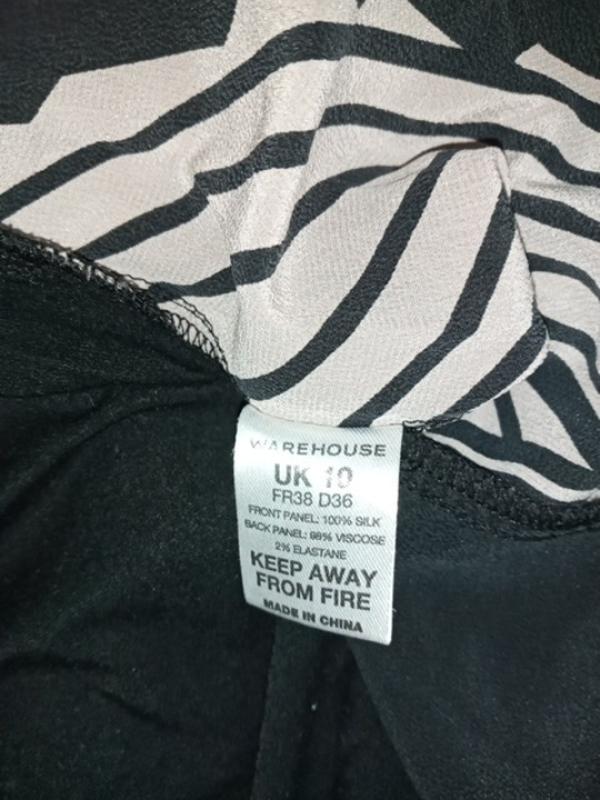 WAREHOUSE
UK 10
FR38 D36
FRONT PANEL: 100% SILK
BACK PANEL: 98% VISCOSE
2% ELASTANE
KEEP AWAY
FROM FIRE
MADE IN CHINA